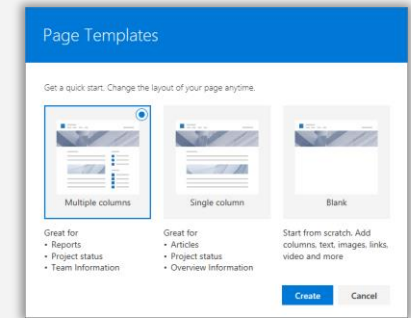 Page Templates
Get a quick start. Change the layout of your page anytime.
Multiple columns
Single column
Blank
Great for
• Reports
• Project status
• Team Information
Great for
• Articles
• Project status
• Overview Information
Start from scratch. Add
columns, text, images, links,
video and more
Create
Cancel